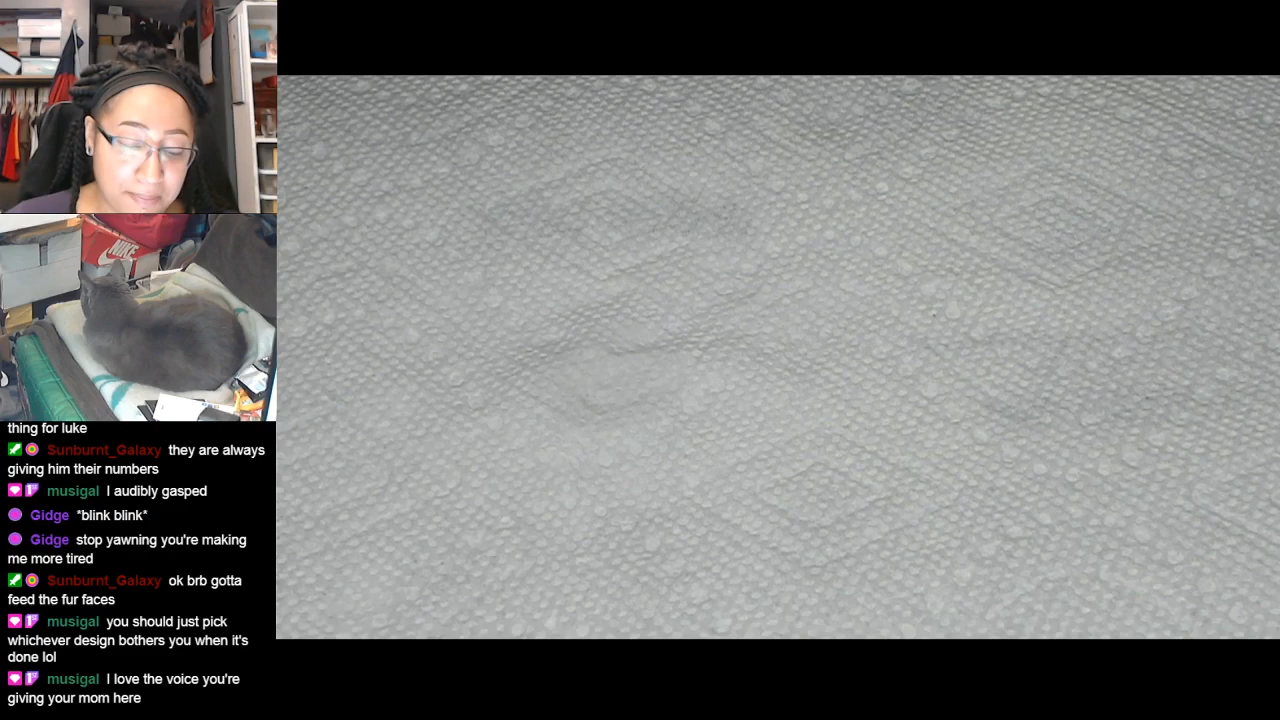 NIKE
thing for luke
Sunburnt_Galaxy they are always
giving him their numbers
musigal I audibly gasped
Gidge *blink blink*
Gidge stop yawning you're making
me more tired
Sunburnt_Galaxy ok brb gotta
feed the fur faces
musigal you should just pick
whichever design bothers you when it's
done lol
musigal I love the voice you're
giving your mom here